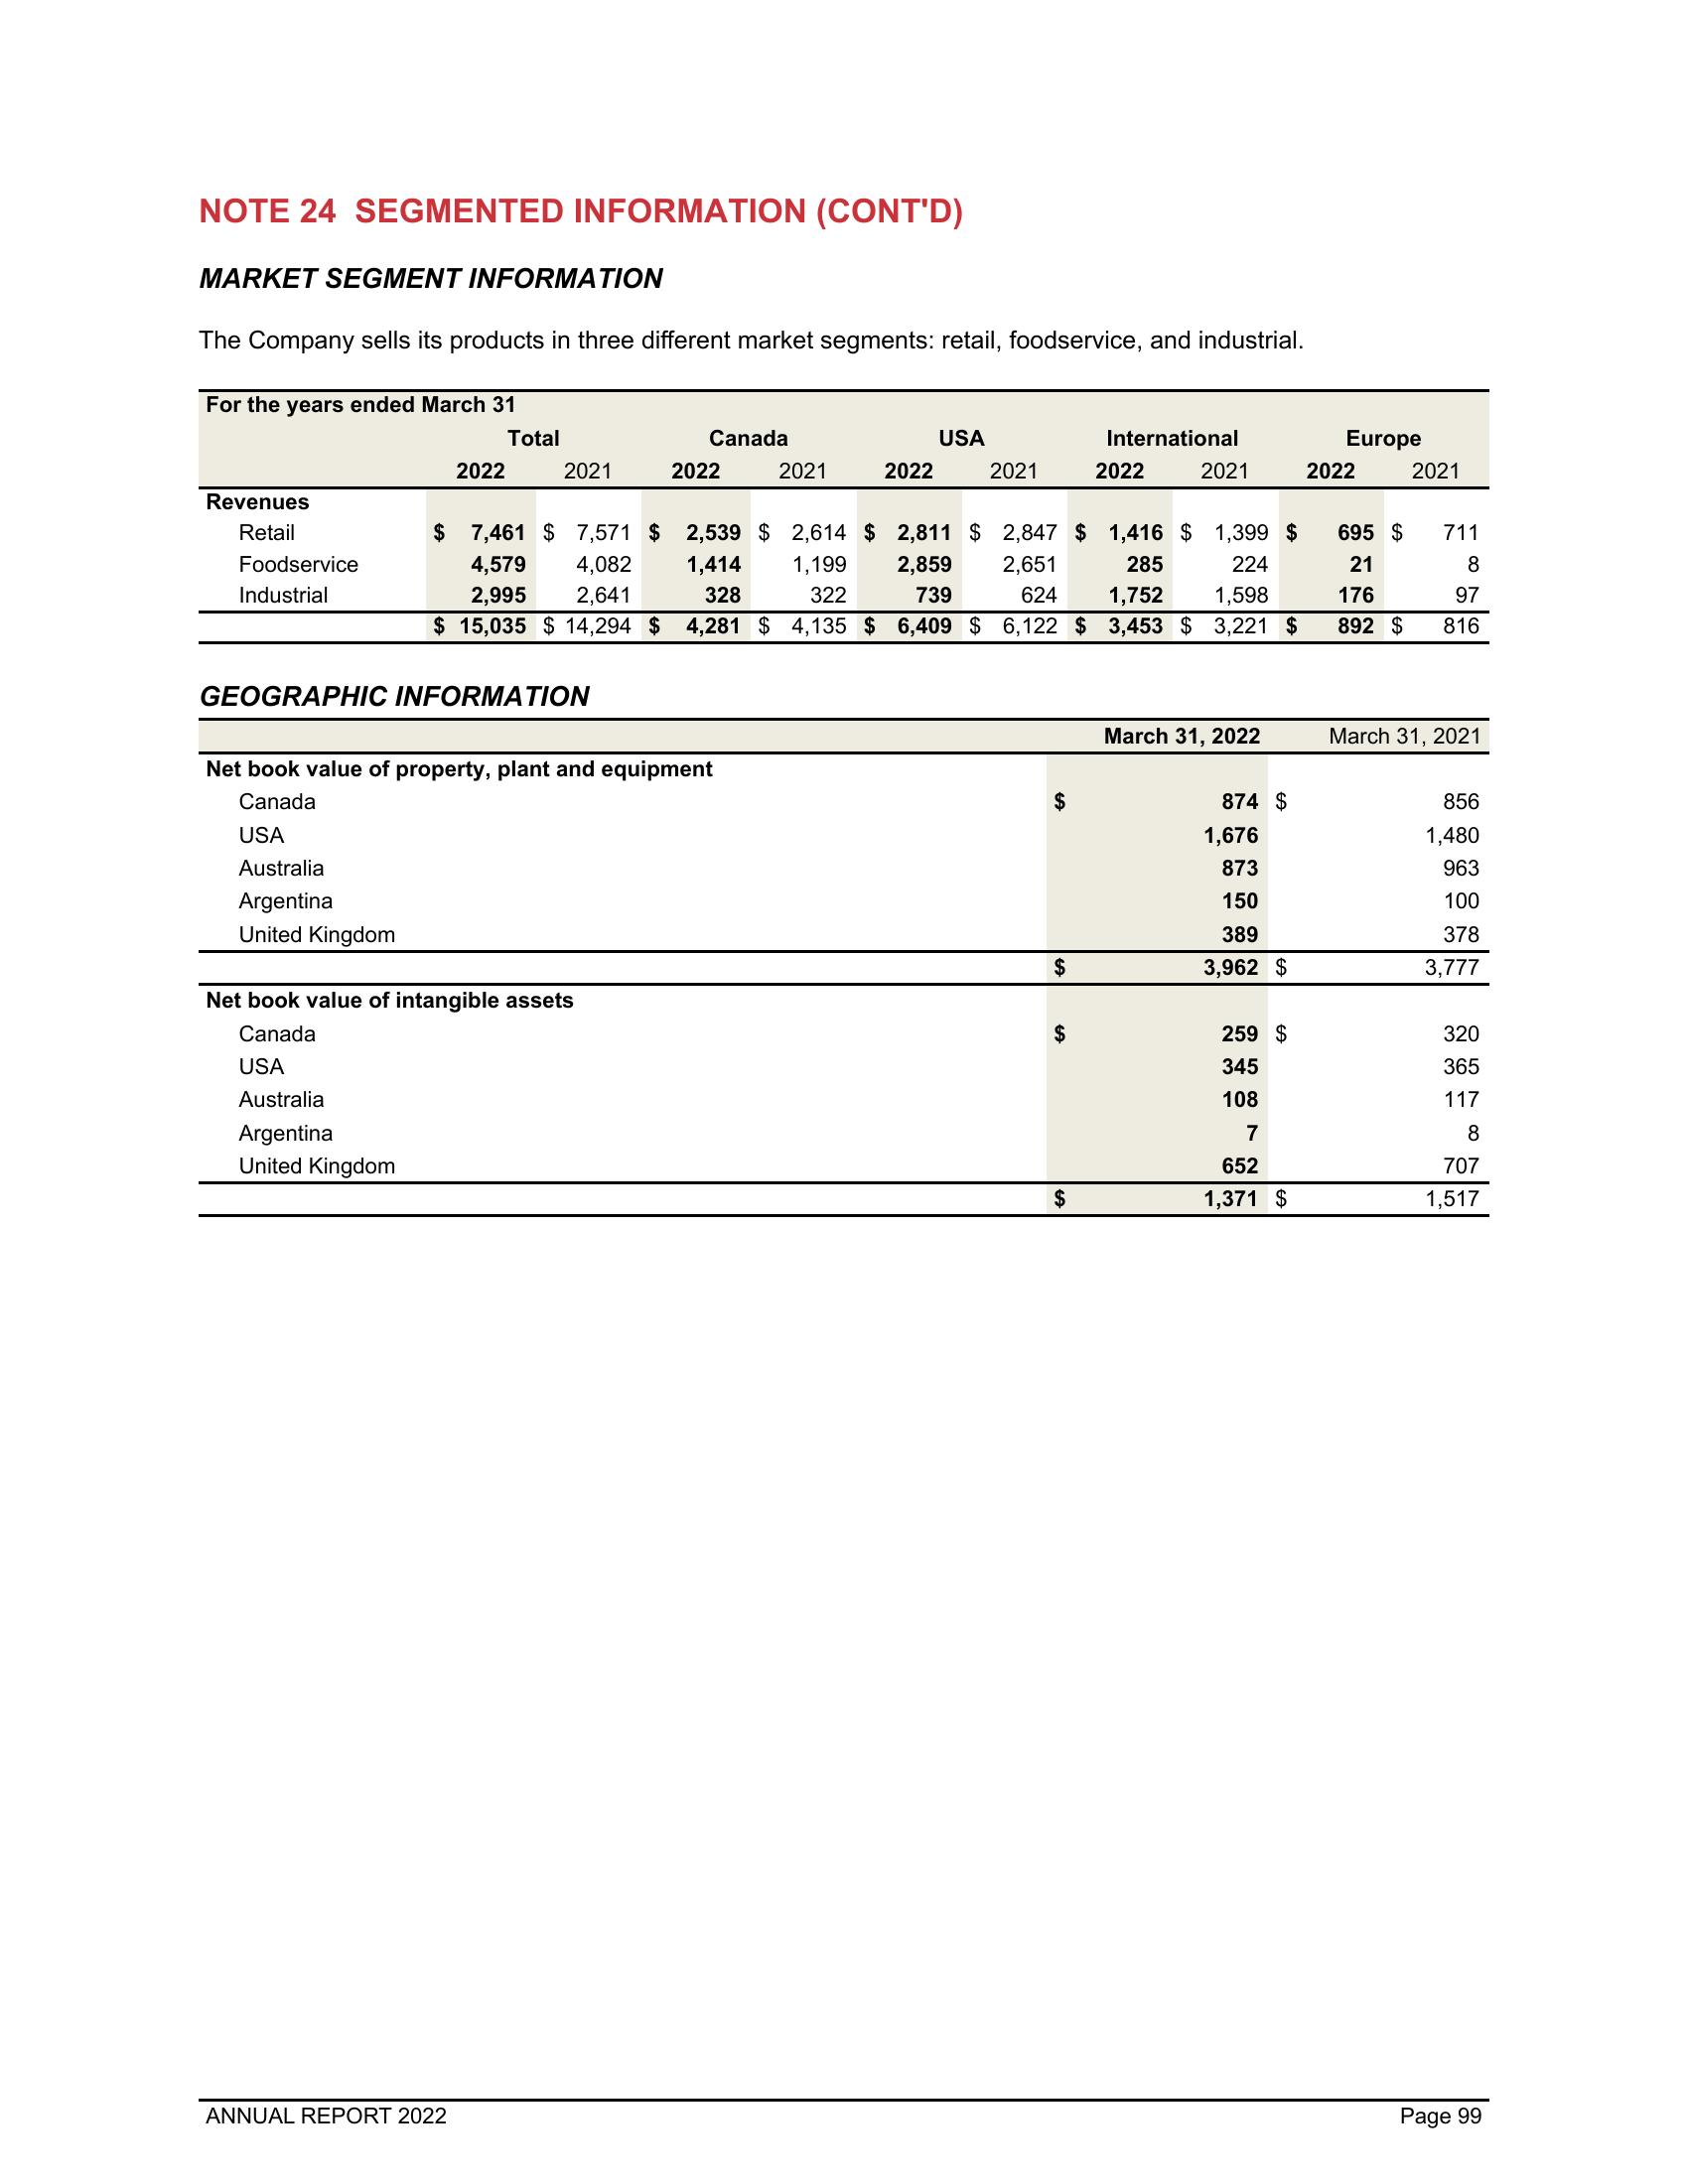 NOTE 24 SEGMENTED INFORMATION (CONT'D)
MARKET SEGMENT INFORMATION
The Company sells its products in three different market segments: retail, foodservice, and industrial.
For the years ended March 31
Total Canada USA International Europe
2022 2021 2022 2021 2022 2021 2022 2021 2022 2021
Revenues
Retail $ 7,461 $ 7,571 $ 2,539 $ 2,614 $ 2,811 $ 2,847 $ 1,416 $ 1,399 $ 695 $ 711
Foodservice 4,579 4,082 1,414 1,199 2,859 2,651 285 224 21 8
Industrial 2,995 2,641 328 322 739 624 1,752 1,598 176 97
$ 15,035 $ 14,294 $ 4,281 $ 4,135 $ 6,409 $ 6,122 $ 3,453 $ 3,221 $ 892 $ 816
GEOGRAPHIC INFORMATION
March 31, 2022 March 31, 2021
Net book value of property, plant and equipment
Canada $ 874 $ 856
USA 1,676 1,480
Australia 873 963
Argentina 150 100
United Kingdom 389 378
$ 3,962 $ 3,777
Net book value of intangible assets
Canada $ 259 $ 320
USA 345 365
Australia 108 117
Argentina 7 8
United Kingdom 652 707
$ 1,371 $ 1,517
ANNUAL REPORT 2022 Page 99